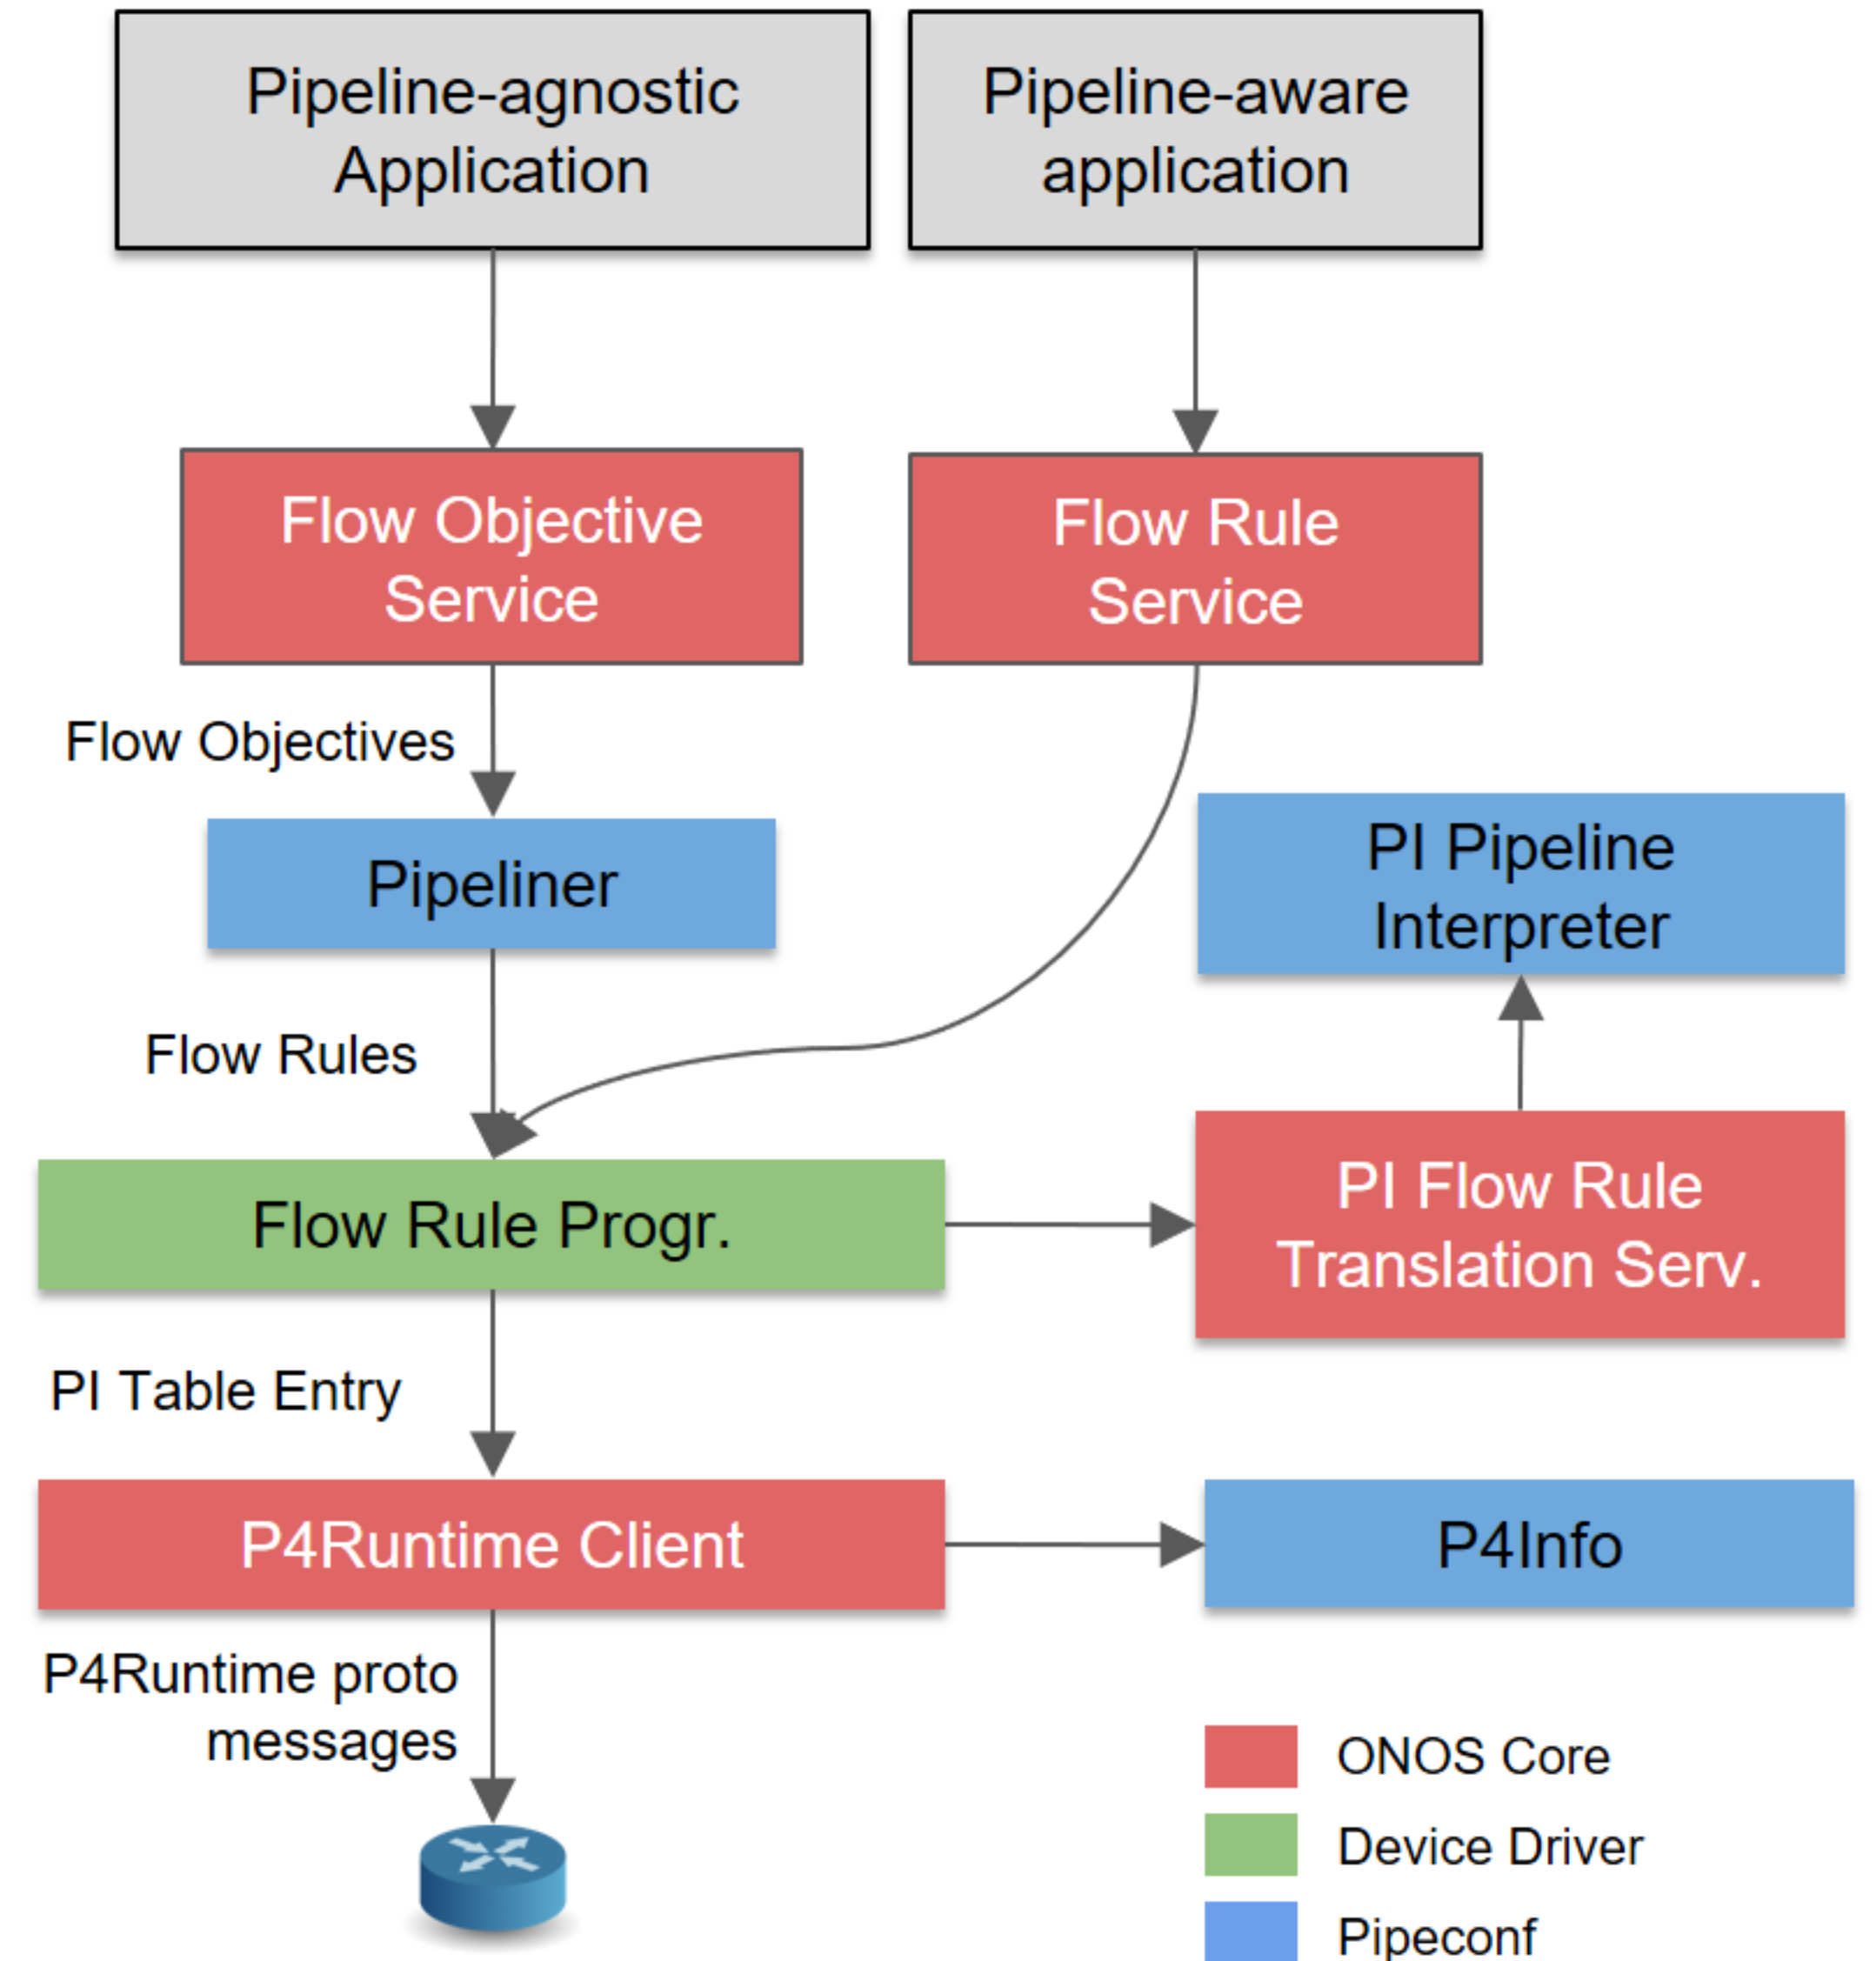 Pipeline-agnostic
Application
Pipeline-aware
application
Flow Objective
Service
Flow Rule
Service
Flow Objectives
Pipeliner
PI Pipeline
Interpreter
Flow Rules
Flow Rule Progr.
PI Flow Rule
Translation Serv.
PI Table Entry
P4Runtime Client
P4Info
P4Runtime proto
messages
ONOS Core
Device Driver
Pipeconf